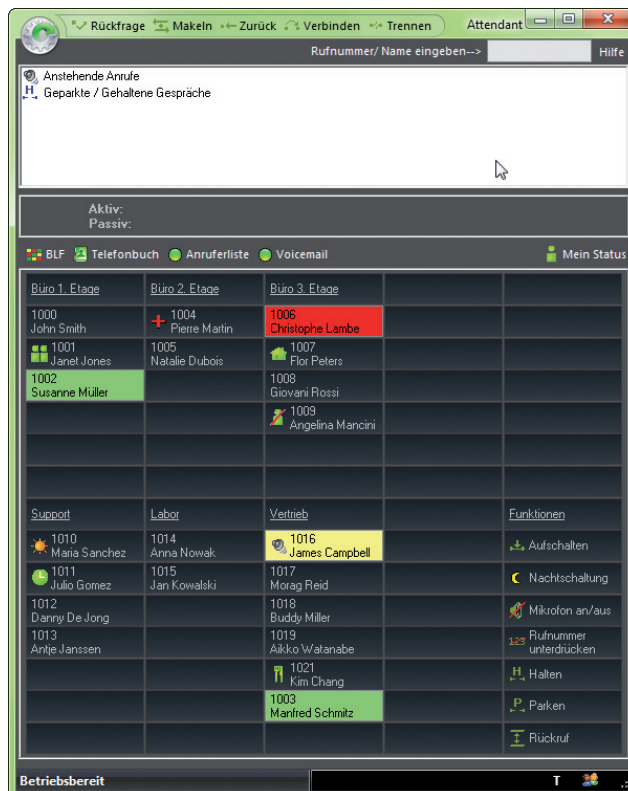 Rückfrage Makeln Zurück Verbinden Trennen Attendant
Rufnummer/ Name eingeben--> Hilfe
Anstehende Anrufe
H Geparkte / Gehaltene Gespräche
Aktiv:
Passiv:
BLF Telefonbuch Anruferliste Voicemail Mein Status
Büro 1. Etage Büro 2. Etage Büro 3. Etage
1000 1004 1006
John Smith Pierre Martin Christophe Lambe
1001 1005 1007
Janet Jones Natalie Dubois Flor Peters
1002 1008
Susanne Müller Giovani Rossi
1009
Angelina Mancini
Support Labor Vertrieb Funktionen
1010 1014 1016
Maria Sanchez Anna Nowak James Campbell Aufschalten
1011 1015 1017
Julio Gomez Jan Kowalski Morag Reid Nachtschaltung
1012 1018
Danny De Jong Buddy Miller Mikrofon an/aus
1013 1019 123 Rufnummer
Antje Janssen Aikko Watanabe unterdrücken
1021
Kim Chang H Halten
1003
Manfred Schmitz P Parken
Rückruf
Betriebsbereit T